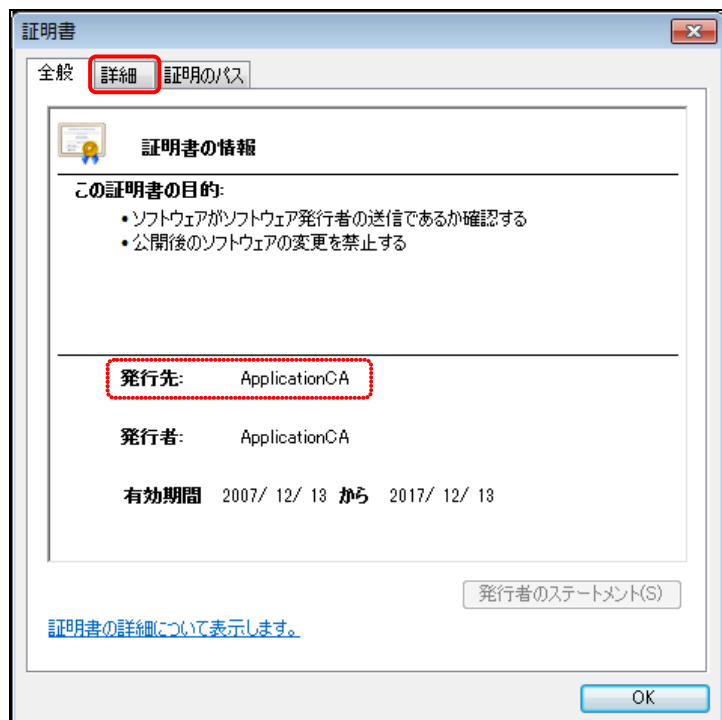 証明書
全般 詳細 証明のパス
証明書の情報
この証明書の目的:
•ソフトウェアがソフトウェア発行者の送信であるか確認する
•公開後のソフトウェアの変更を禁止する
発行先: ApplicationCA
発行者: ApplicationCA
有効期間 2007/ 12/ 13 から 2017/ 12/ 13
発行者のステートメント(S)
証明書の詳細について表示します。
OK